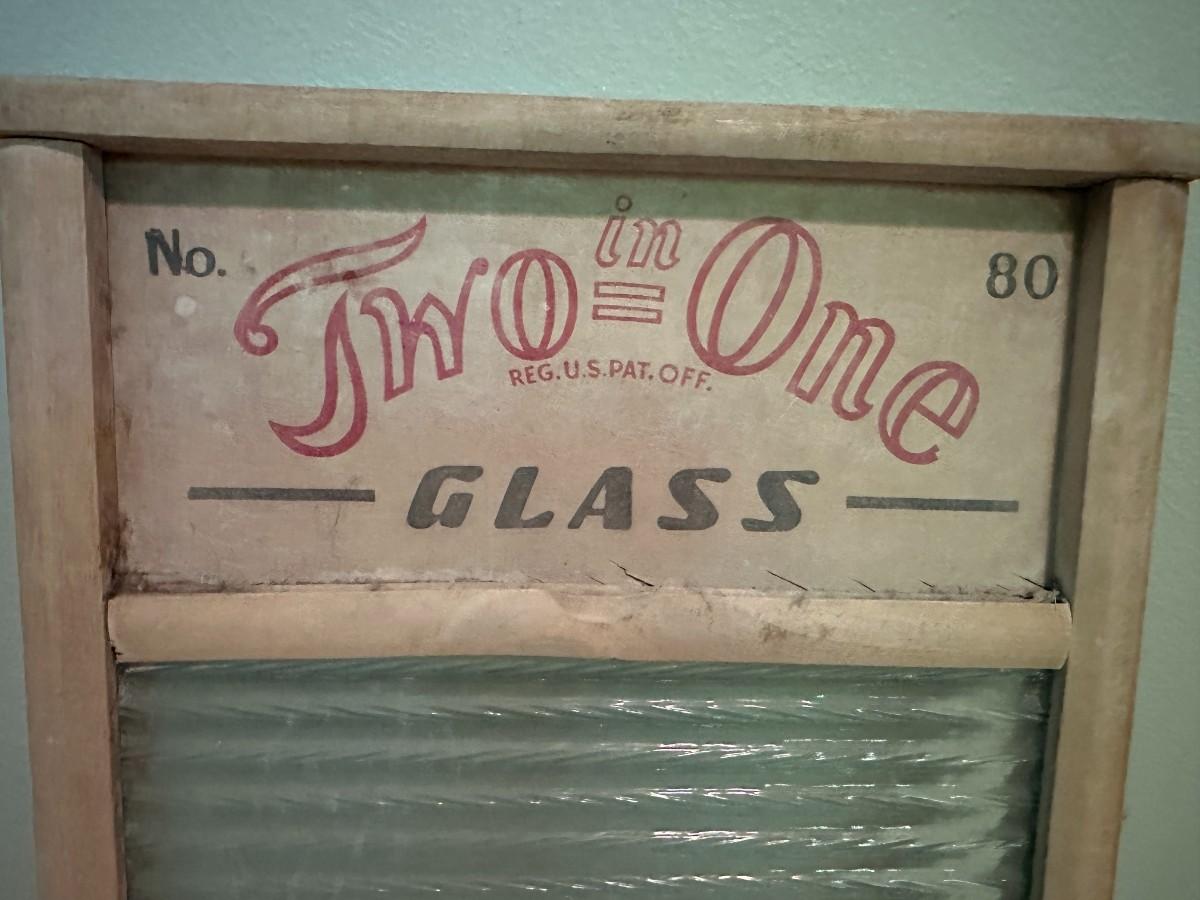 No. Two in One 80
REG. U.S. PAT. OFF.
GLASS